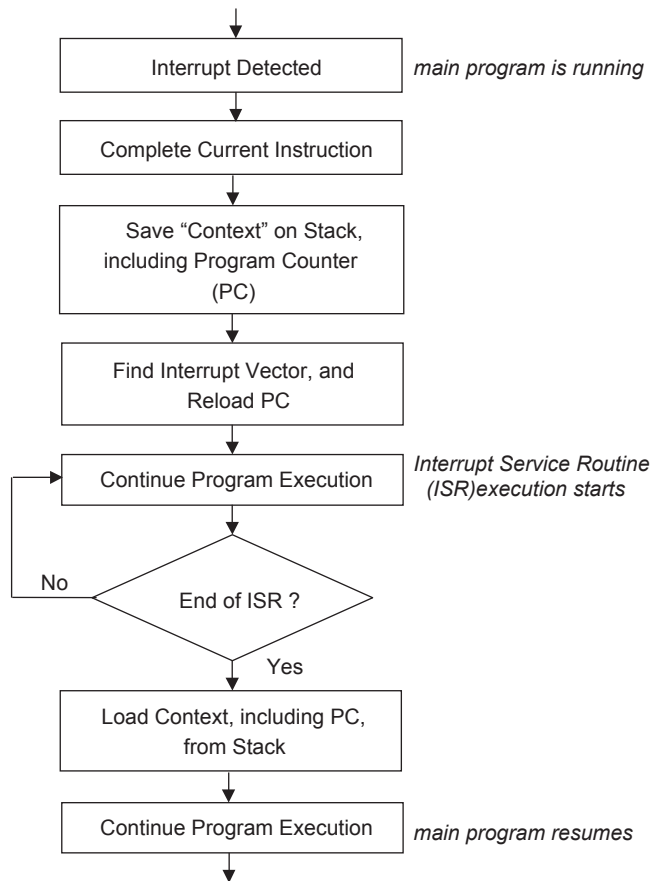 Interrupt Detected
main program is running
Complete Current Instruction
Save “Context” on Stack,
including Program Counter
(PC)
Find Interrupt Vector, and
Reload PC
Continue Program Execution
Interrupt Service Routine
(ISR)execution starts
No
End of ISR ?
Yes
Load Context, including PC,
from Stack
Continue Program Execution
main program resumes